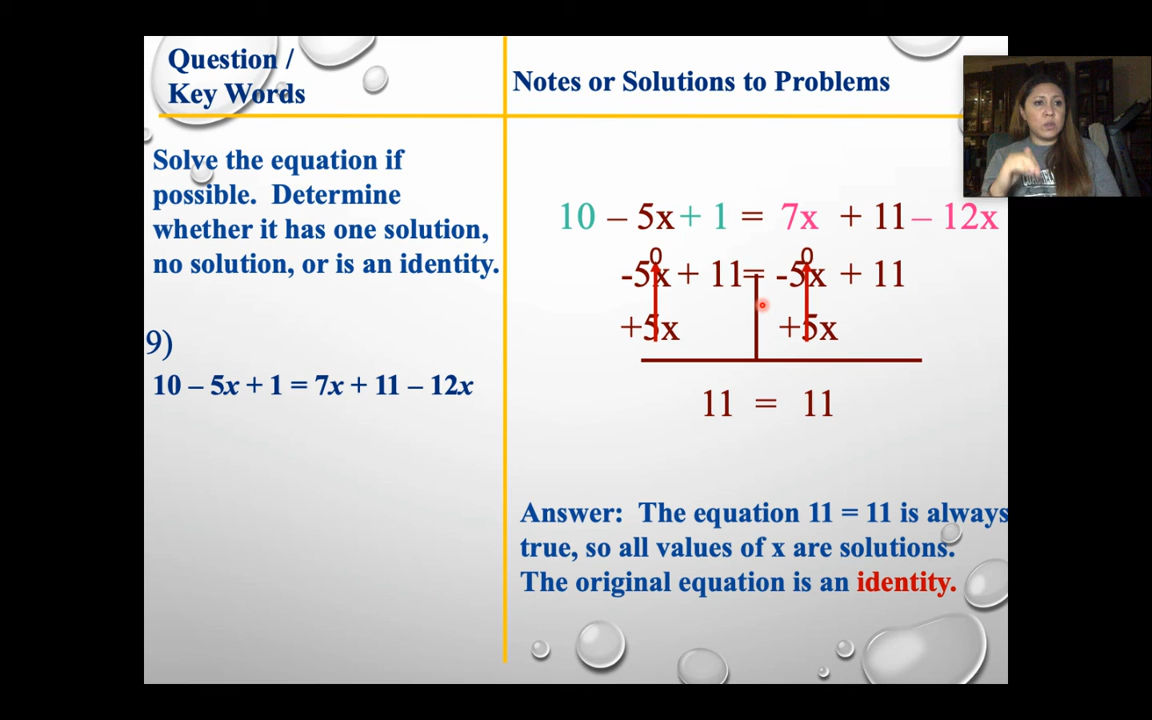 Question /
Key Words
Notes or Solutions to Problems
Solve the equation if
possible. Determine
whether it has one solution,
no solution, or is an identity.
9)
10 – 5x + 1 = 7x + 11 – 12x
10 – 5x + 1 = 7x + 11 – 12x
0 0
-5x + 11 = -5x + 11
+5x +5x
11 = 11
Answer: The equation 11 = 11 is always
true, so all values of x are solutions.
The original equation is an identity.